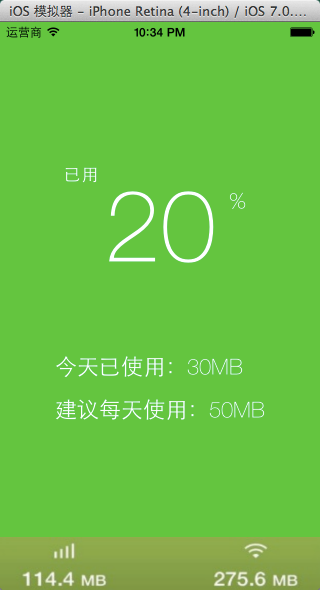 iOS 模拟器 - iPhone Retina (4-inch) / iOS 7.0....
运营商 10:34 PM
已用
20 %
今天已使用：30MB
建议每天使用：50MB
114.4 MB 275.6 MB